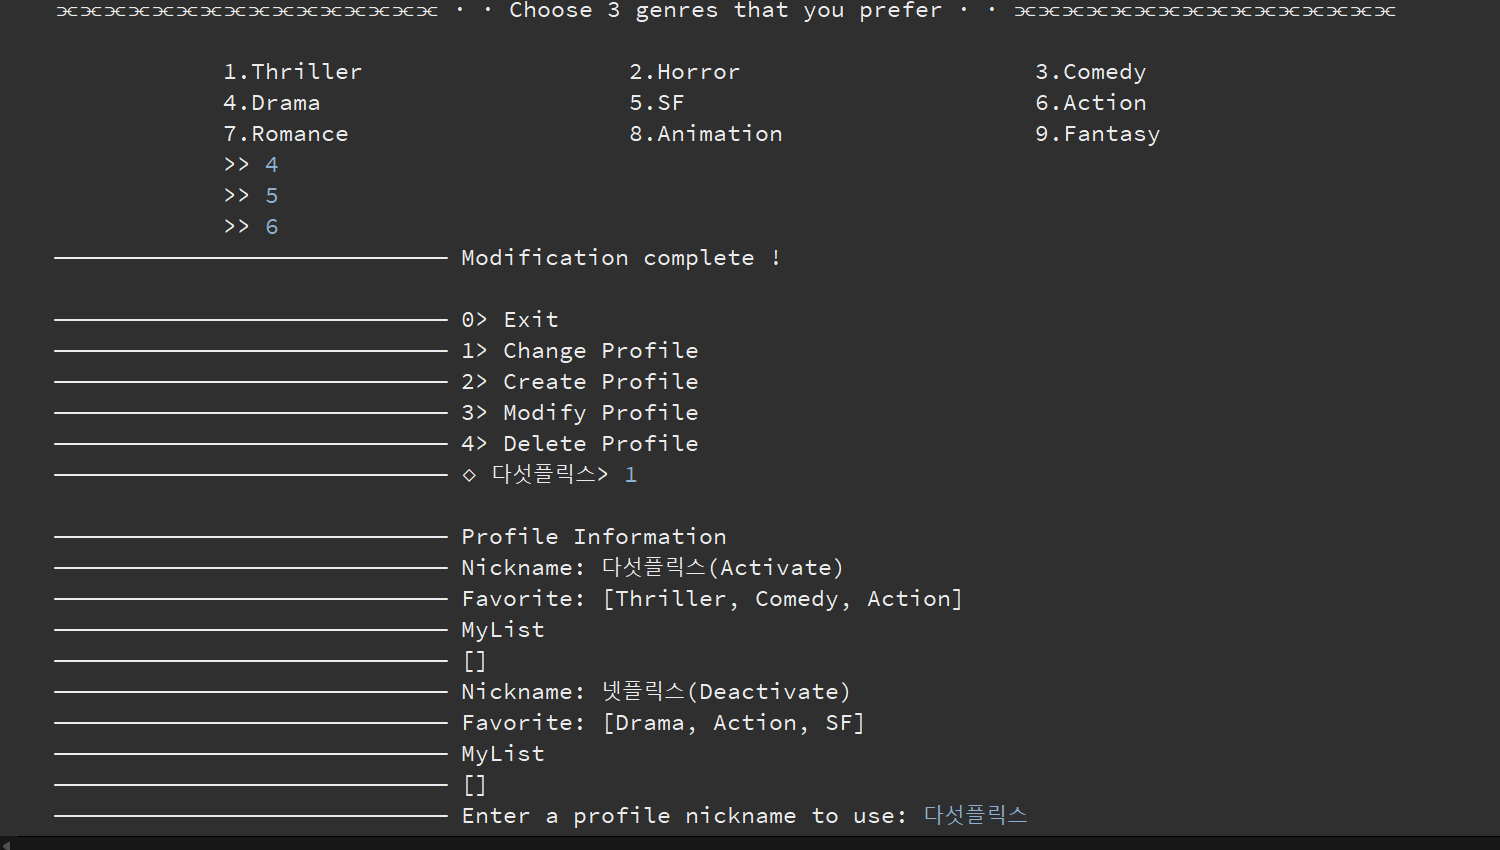 · · Choose 3 genres that you prefer · ·
1.Thriller 2.Horror 3.Comedy
4.Drama 5.SF 6.Action
7.Romance 8.Animation 9.Fantasy
>> 4
>> 5
>> 6
Modification complete !
0> Exit
1> Change Profile
2> Create Profile
3> Modify Profile
4> Delete Profile
◇ 다섯플릭스> 1
Profile Information
Nickname: 다섯플릭스(Activate)
Favorite: [Thriller, Comedy, Action]
MyList
[]
Nickname: 넷플릭스(Deactivate)
Favorite: [Drama, Action, SF]
MyList
[]
Enter a profile nickname to use: 다섯플릭스